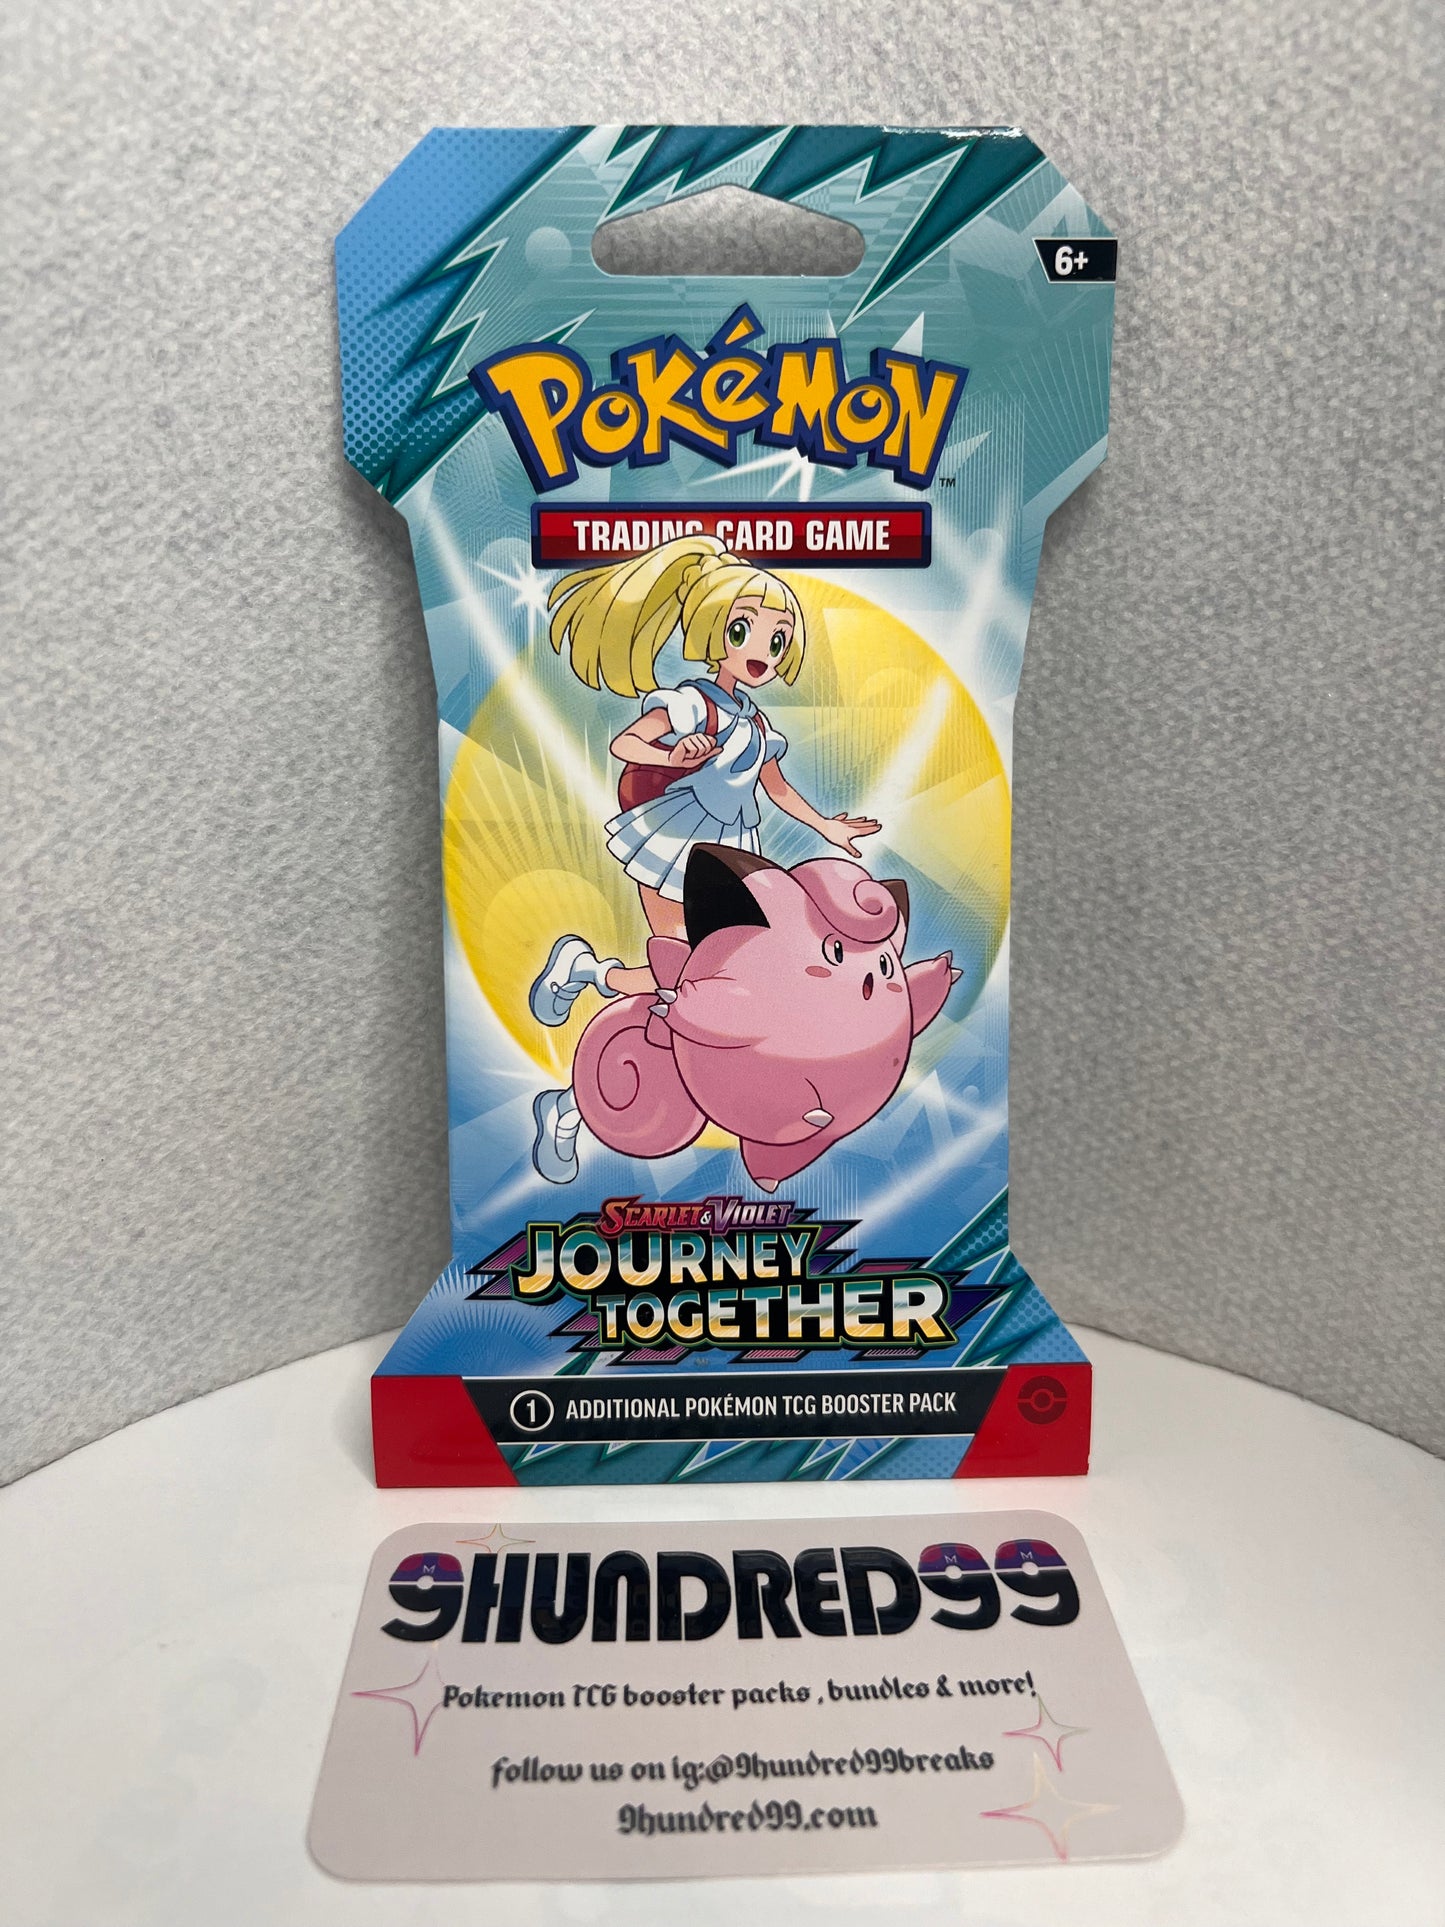 6+
POKÉMON
TM
TRADING CARD GAME
SCARLET & VIOLET
JOURNEY
TOGETHER
1 ADDITIONAL POKÉMON TCG BOOSTER PACK
9HUNDRED99
Pokemon TCG booster packs , bundles & more!
follow us on ig:@9hundred99breaks
9hundred99.com